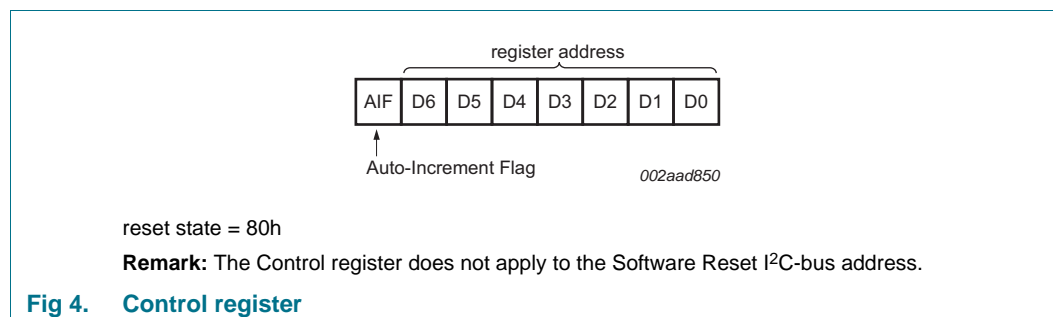 register address
AIF D6 D5 D4 D3 D2 D1 D0
Auto-Increment Flag
002aad850
reset state = 80h
Remark: The Control register does not apply to the Software Reset I²C-bus address.
Fig 4. Control register